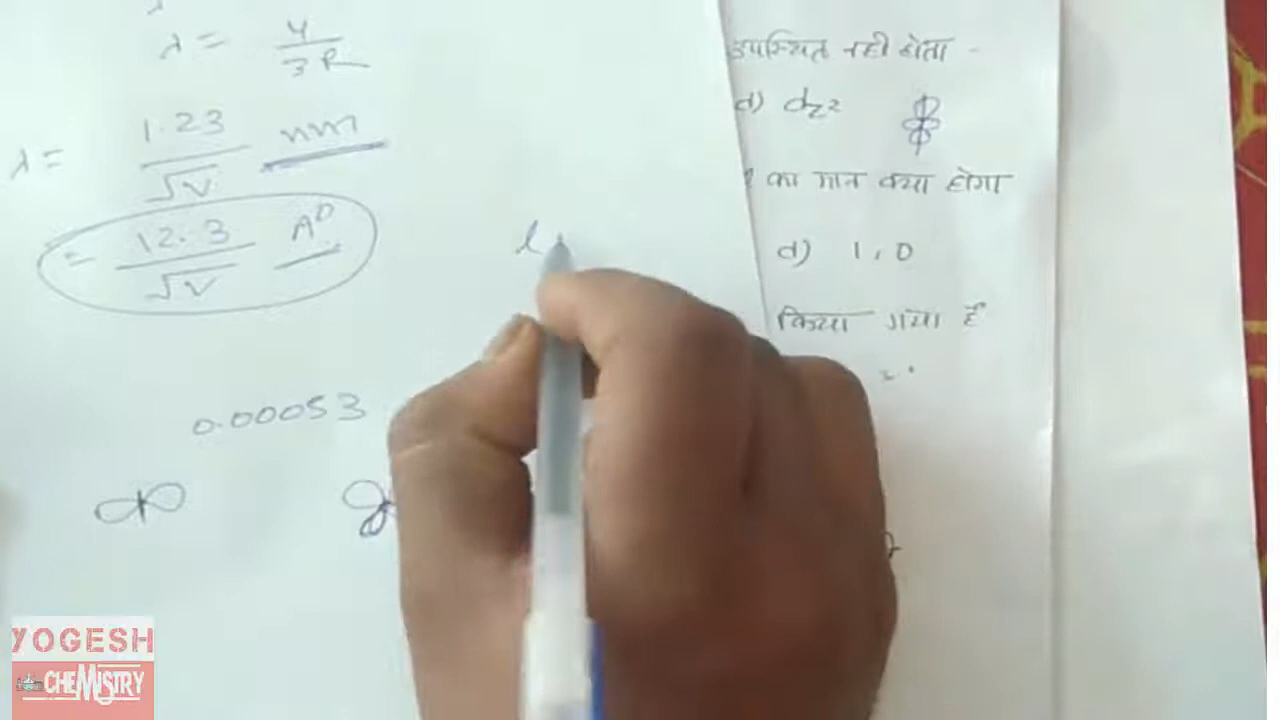 λ = 4/3R
λ = 1.23/√V nm
= 12.3/√V A°
l
0.00053
उपस्थित नही होता -
d) dz2
का मान क्या होगा
d) 1, 0
किया गया है
YOGESH
CHEMISTRY